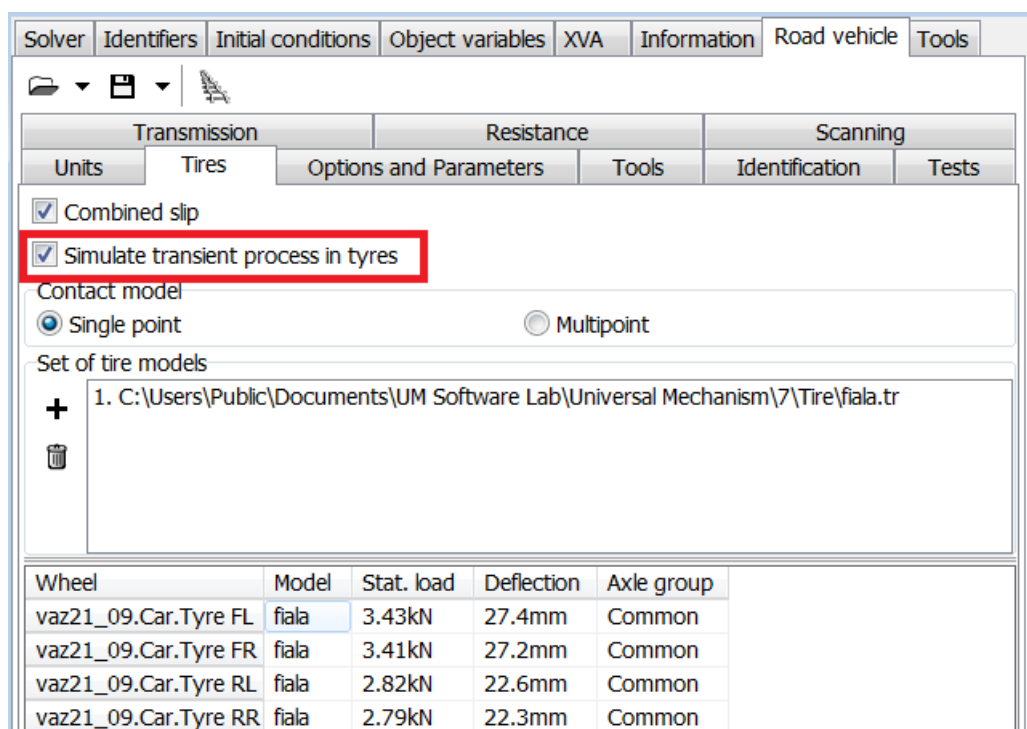 Solver Identifiers Initial conditions Object variables XVA Information Road vehicle Tools
Transmission Resistance Scanning
Units Tires Options and Parameters Tools Identification Tests
Combined slip
Simulate transient process in tyres
Contact model
Single point Multipoint
Set of tire models
1. C:\Users\Public\Documents\UM Software Lab\Universal Mechanism\7\Tire\fiala.tr
Wheel Model Stat. load Deflection Axle group
vaz21_09.Car.Tyre FL fiala 3.43kN 27.4mm Common
vaz21_09.Car.Tyre FR fiala 3.41kN 27.2mm Common
vaz21_09.Car.Tyre RL fiala 2.82kN 22.6mm Common
vaz21_09.Car.Tyre RR fiala 2.79kN 22.3mm Common